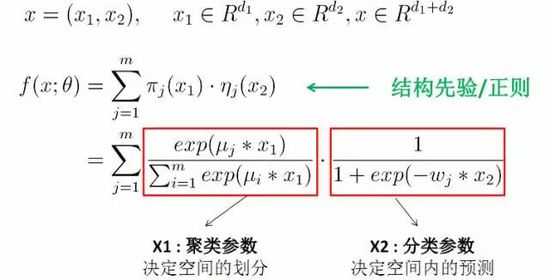 x = (x₁, x₂),    x₁ ∈ R^{d₁}, x₂ ∈ R^{d₂}, x ∈ R^{d₁+d₂}
f(x; θ) = ∑_{j=1}^{m} π_j(x₁) · η_j(x₂)    结构先验/正则
= ∑_{j=1}^{m} exp(μ_j * x₁) / ∑_{i=1}^{m} exp(μ_i * x₁) · 1 / (1 + exp(−w_j * x₂))
X1 : 聚类参数    X2 : 分类参数
决定空间的划分    决定空间内的预测